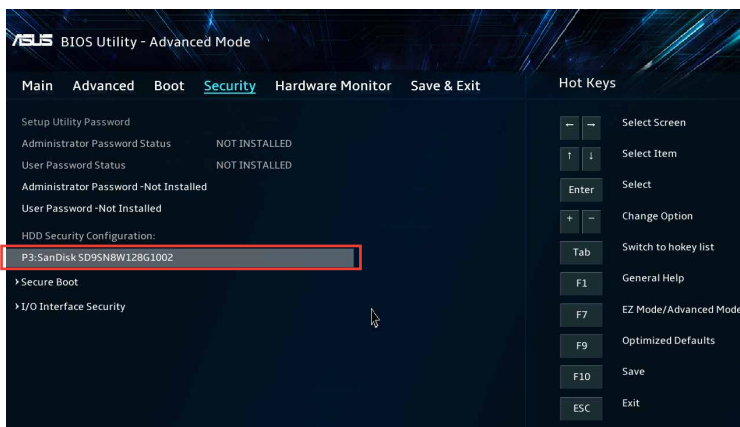 ASUS BIOS Utility - Advanced Mode
Main Advanced Boot Security Hardware Monitor Save & Exit
Setup Utility Password
Administrator Password Status NOT INSTALLED
User Password Status NOT INSTALLED
Administrator Password -Not Installed
User Password -Not Installed
HDD Security Configuration:
P3:SanDisk SD9SN8W128G1002
Secure Boot
I/O Interface Security
Hot Keys
← → Select Screen
↑ ↓ Select Item
Enter Select
+ − Change Option
Tab Switch to hokey list
F1 General Help
F7 EZ Mode/Advanced Mode
F9 Optimized Defaults
F10 Save
ESC Exit